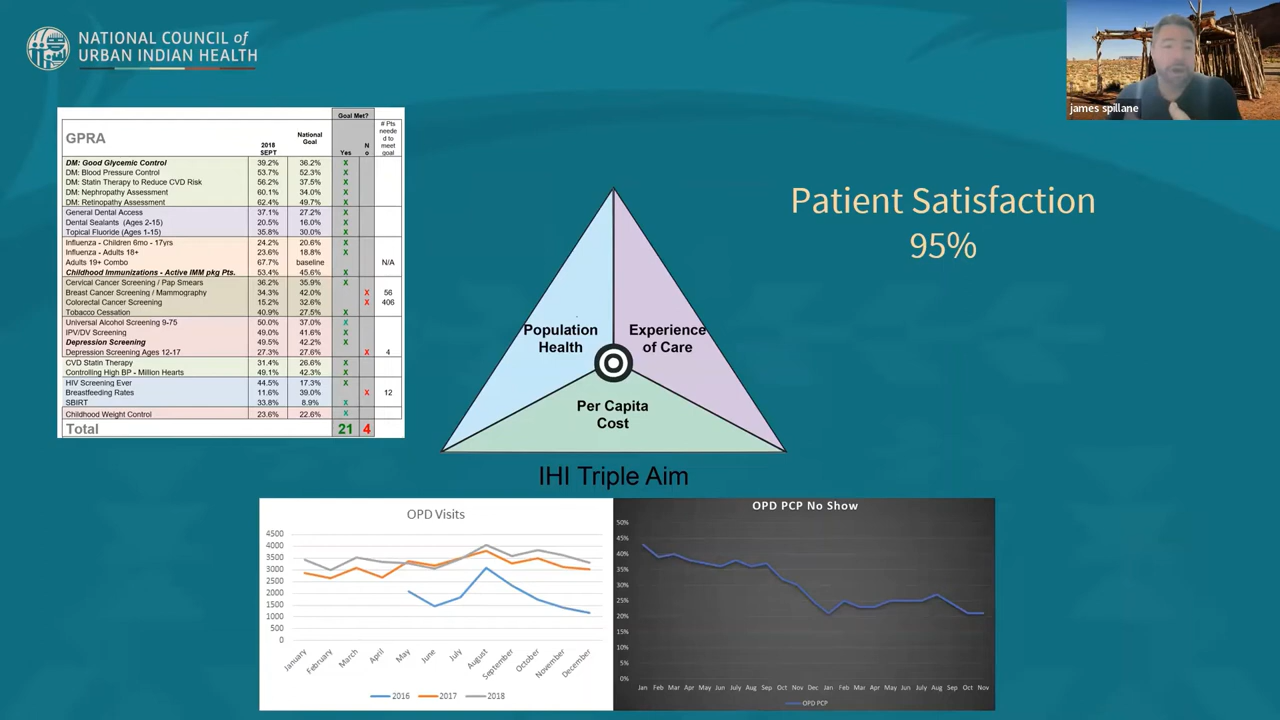 NATIONAL COUNCIL of
URBAN INDIAN HEALTH
james spillane
GPRA
2018 SEPT
National Goal
Goal Met?
Yes
No
# Pts neede d to meet goal
DM: Good Glycemic Control 39.2% 36.2% X
DM: Blood Pressure Control 53.7% 52.3% X
DM: Statin Therapy to Reduce CVD Risk 56.2% 37.5% X
DM: Nephropathy Assessment 60.1% 34.0% X
DM: Retinopathy Assessment 62.4% 49.7% X
General Dental Access 37.1% 27.2% X
Dental Sealants (Ages 2-15) 20.5% 16.0% X
Topical Fluoride (Ages 1-15) 35.8% 30.0% X
Influenza - Children 6mo - 17yrs 24.2% 20.6% X
Influenza - Adults 18+ 23.6% 18.8% X
Adults 19+ Combo 67.7% baseline N/A
Childhood Immunizations - Active IMM pkg Pts. 53.4% 45.6% X
Cervical Cancer Screening / Pap Smears 36.2% 35.9% X
Breast Cancer Screening / Mammography 34.3% 42.0% X 56
Colorectal Cancer Screening 15.2% 32.6% X 406
Tobacco Cessation 40.9% 27.5% X
Universal Alcohol Screening 9-75 50.0% 37.0% X
IPV/DV Screening 49.0% 41.6% X
Depression Screening 49.5% 42.2% X
Depression Screening Ages 12-17 27.3% 27.6% X 4
CVD Statin Therapy 31.4% 26.6% X
Controlling High BP - Million Hearts 49.1% 42.3% X
HIV Screening Ever 44.5% 17.3% X
Breastfeeding Rates 11.6% 39.0% X 12
SBIRT 33.8% 8.9% X
Childhood Weight Control 23.6% 22.6% X
Total 21 4
Patient Satisfaction
95%
Population
Health
Experience
of Care
Per Capita
Cost
IHI Triple Aim
OPD Visits
4500
4000
3500
3000
2500
2000
1500
1000
500
0
January February March April May June July August September October November December
2016 2017 2018
OPD PCP No Show
50%
45%
40%
35%
30%
25%
20%
15%
10%
5%
0%
Jan Feb Mar Apr May Jun July Aug Sep Oct Nov Dec Jan Feb Mar Apr May Jun July Aug Sep Oct Nov
OPD PCP